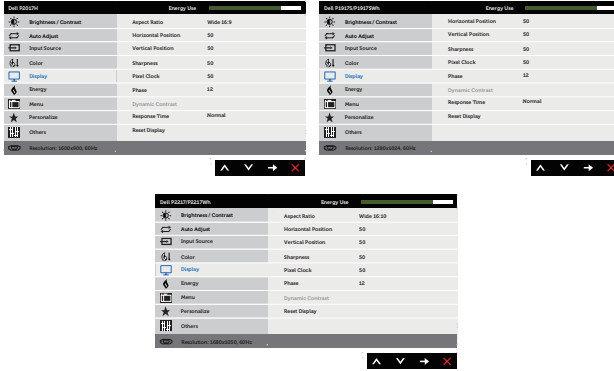 Dell P2017H Energy Use
Brightness / Contrast Aspect Ratio Wide 16:9
Auto Adjust Horizontal Position 50
Input Source Vertical Position 50
Color Sharpness 50
Display Pixel Clock 50
Energy Phase 12
Menu Dynamic Contrast
Personalize Response Time Normal
Others Reset Display
Resolution: 1600x900, 60Hz
Dell P1917S/P1917SWh Energy Use
Brightness / Contrast Horizontal Position 50
Auto Adjust Vertical Position 50
Input Source Sharpness 50
Color Pixel Clock 50
Display Phase 12
Energy Dynamic Contrast
Menu Response Time Normal
Personalize Reset Display
Others
Resolution: 1280x1024, 60Hz
Dell P2217/P2217Wh Energy Use
Brightness / Contrast Aspect Ratio Wide 16:10
Auto Adjust Horizontal Position 50
Input Source Vertical Position 50
Color Sharpness 50
Display Pixel Clock 50
Energy Phase 12
Menu Dynamic Contrast
Personalize Reset Display
Others
Resolution: 1680x1050, 60Hz